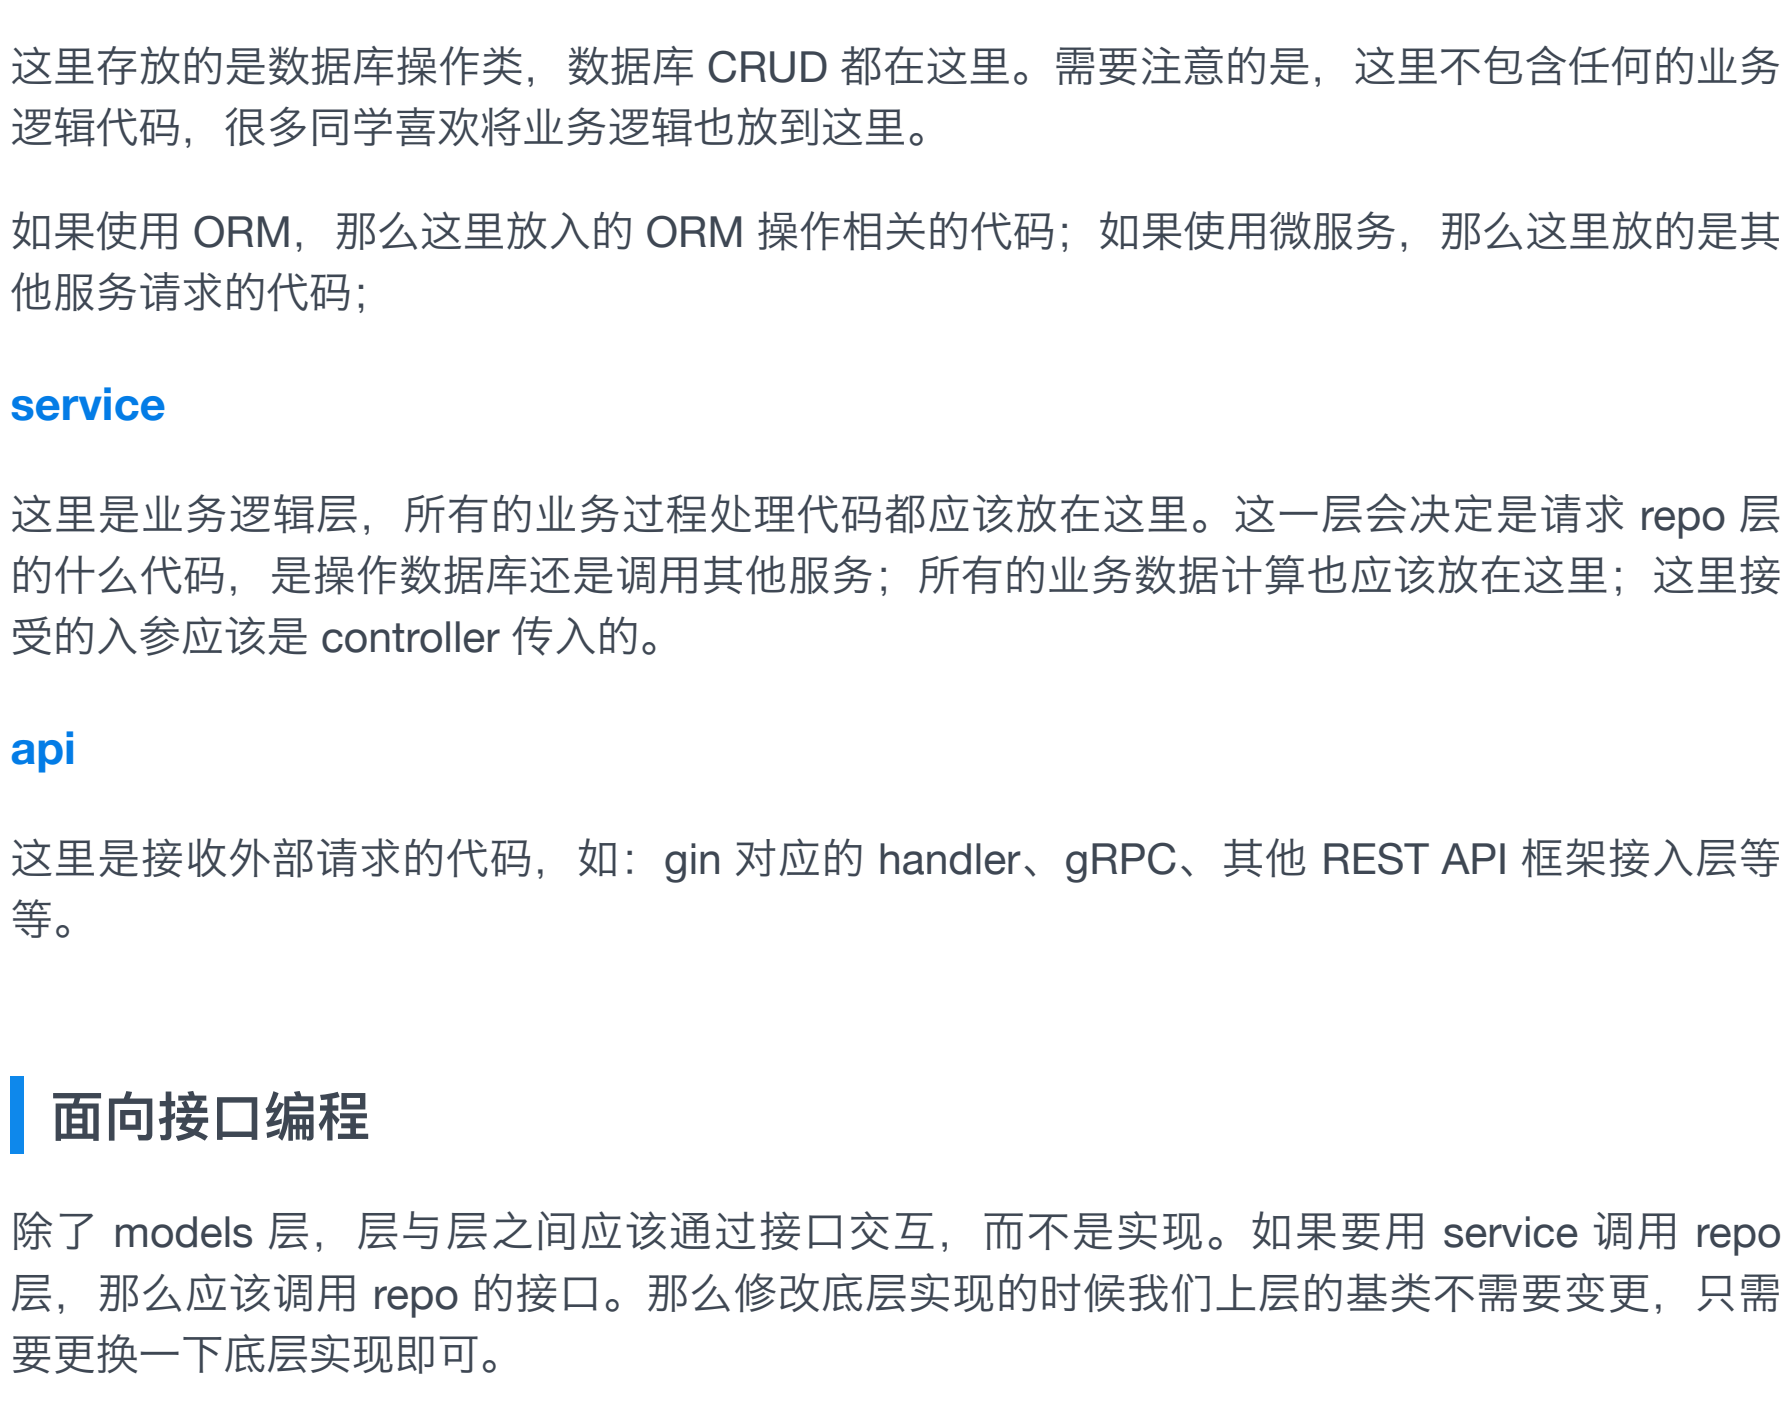 这里存放的是数据库操作类，数据库 CRUD 都在这里。需要注意的是，这里不包含任何的业务
逻辑代码，很多同学喜欢将业务逻辑也放到这里。
如果使用 ORM，那么这里放入的 ORM 操作相关的代码；如果使用微服务，那么这里放的是其
他服务请求的代码；
service
这里是业务逻辑层，所有的业务过程处理代码都应该放在这里。这一层会决定是请求 repo 层
的什么代码，是操作数据库还是调用其他服务；所有的业务数据计算也应该放在这里；这里接
受的入参应该是 controller 传入的。
api
这里是接收外部请求的代码，如：gin 对应的 handler、gRPC、其他 REST API 框架接入层等
等。
面向接口编程
除了 models 层，层与层之间应该通过接口交互，而不是实现。如果要用 service 调用 repo
层，那么应该调用 repo 的接口。那么修改底层实现的时候我们上层的基类不需要变更，只需
要更换一下底层实现即可。